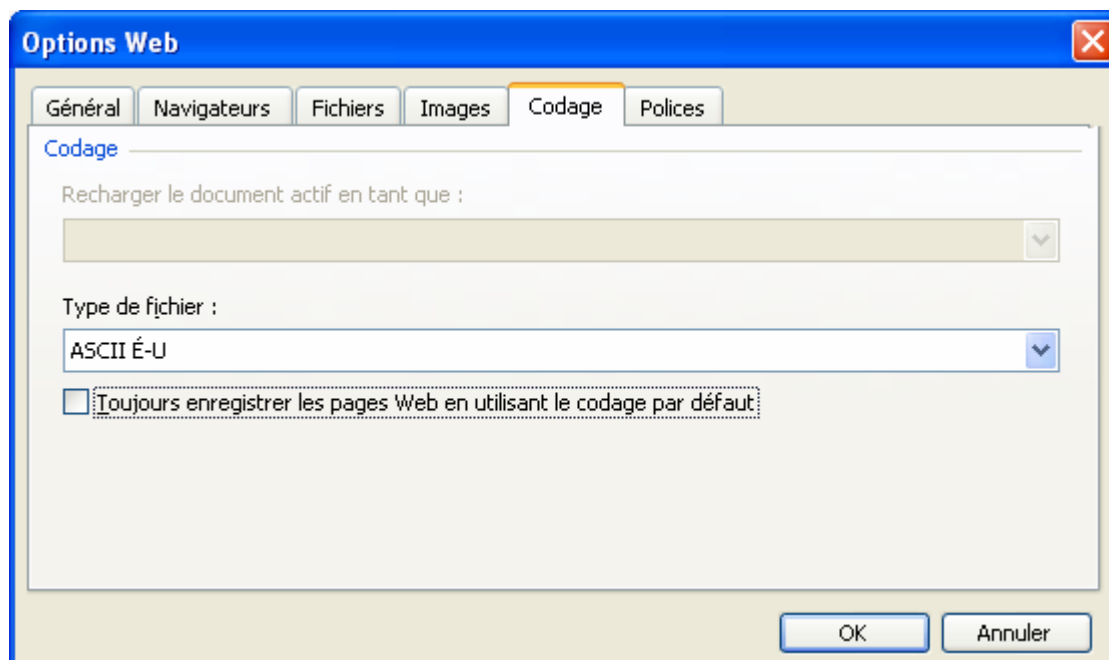 Options Web
Général Navigateurs Fichiers Images Codage Polices
Codage
Recharger le document actif en tant que :
Type de fichier :
ASCII É-U
Toujours enregistrer les pages Web en utilisant le codage par défaut
OK Annuler